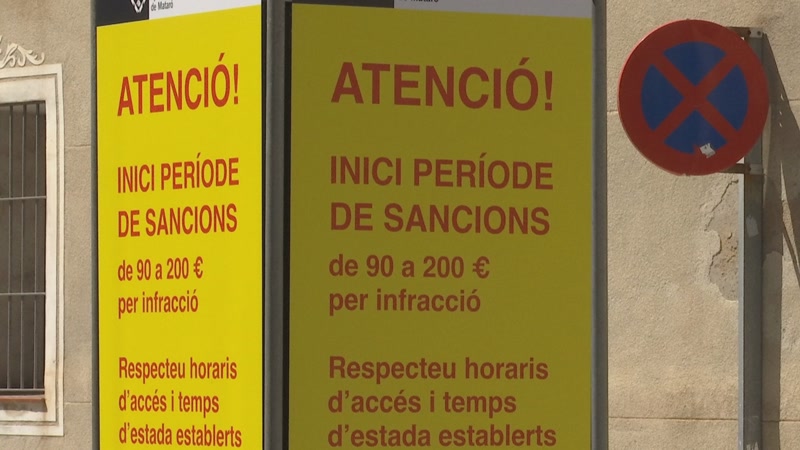 de Mataró
ATENCIÓ!
INICI PERÍODE
DE SANCIONS
de 90 a 200 €
per infracció
Respecteu horaris
d'accés i temps
d'estada establerts
ATENCIÓ!
INICI PERÍODE
DE SANCIONS
de 90 a 200 €
per infracció
Respecteu horaris
d'accés i temps
d'estada establerts